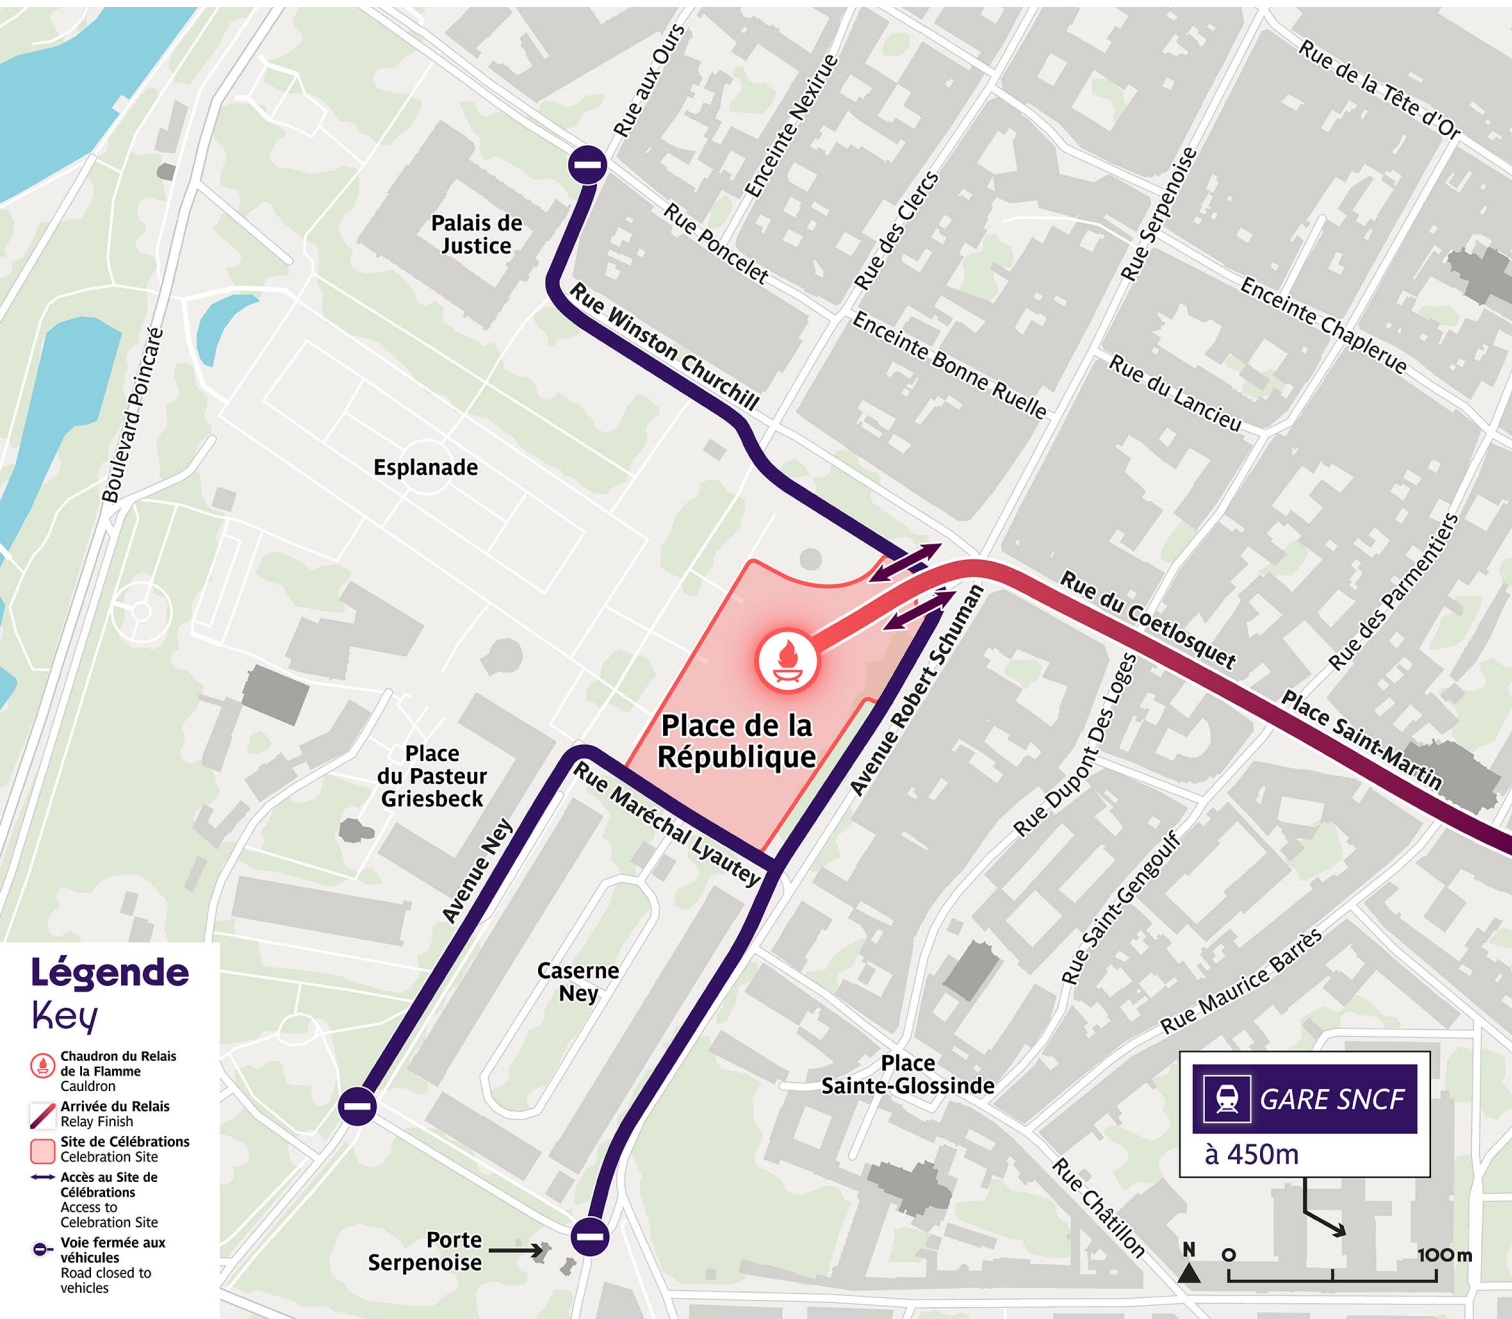 Rue aux Ours
Enceinte Nexirue
Rue de la Tête d'Or
Rue Serpenoise
Rue des Clercs
Palais de
Justice
Rue Poncelet
Enceinte Chaplerue
Rue Winston Churchill
Enceinte Bonne Ruelle
Rue du Lancieu
Boulevard Poincaré
Esplanade
Rue du Coetlosquet
Rue des Parmentiers
Avenue Robert Schuman
Place de la
République
Rue Dupont Des Loges
Place Saint-Martin
Place
du Pasteur
Griesbeck
Rue Maréchal Lyautey
Avenue Ney
Rue Saint-Gengoulf
Caserne
Ney
Rue Maurice Barrès
Place
Sainte-Glossinde
Rue Châtillon
Porte
Serpenoise
GARE SNCF
à 450m
N
0
100m
Légende
Key
Chaudron du Relais
de la Flamme
Cauldron
Arrivée du Relais
Relay Finish
Site de Célébrations
Celebration Site
Accès au Site de
Célébrations
Access to
Celebration Site
Voie fermée aux
véhicules
Road closed to
vehicles